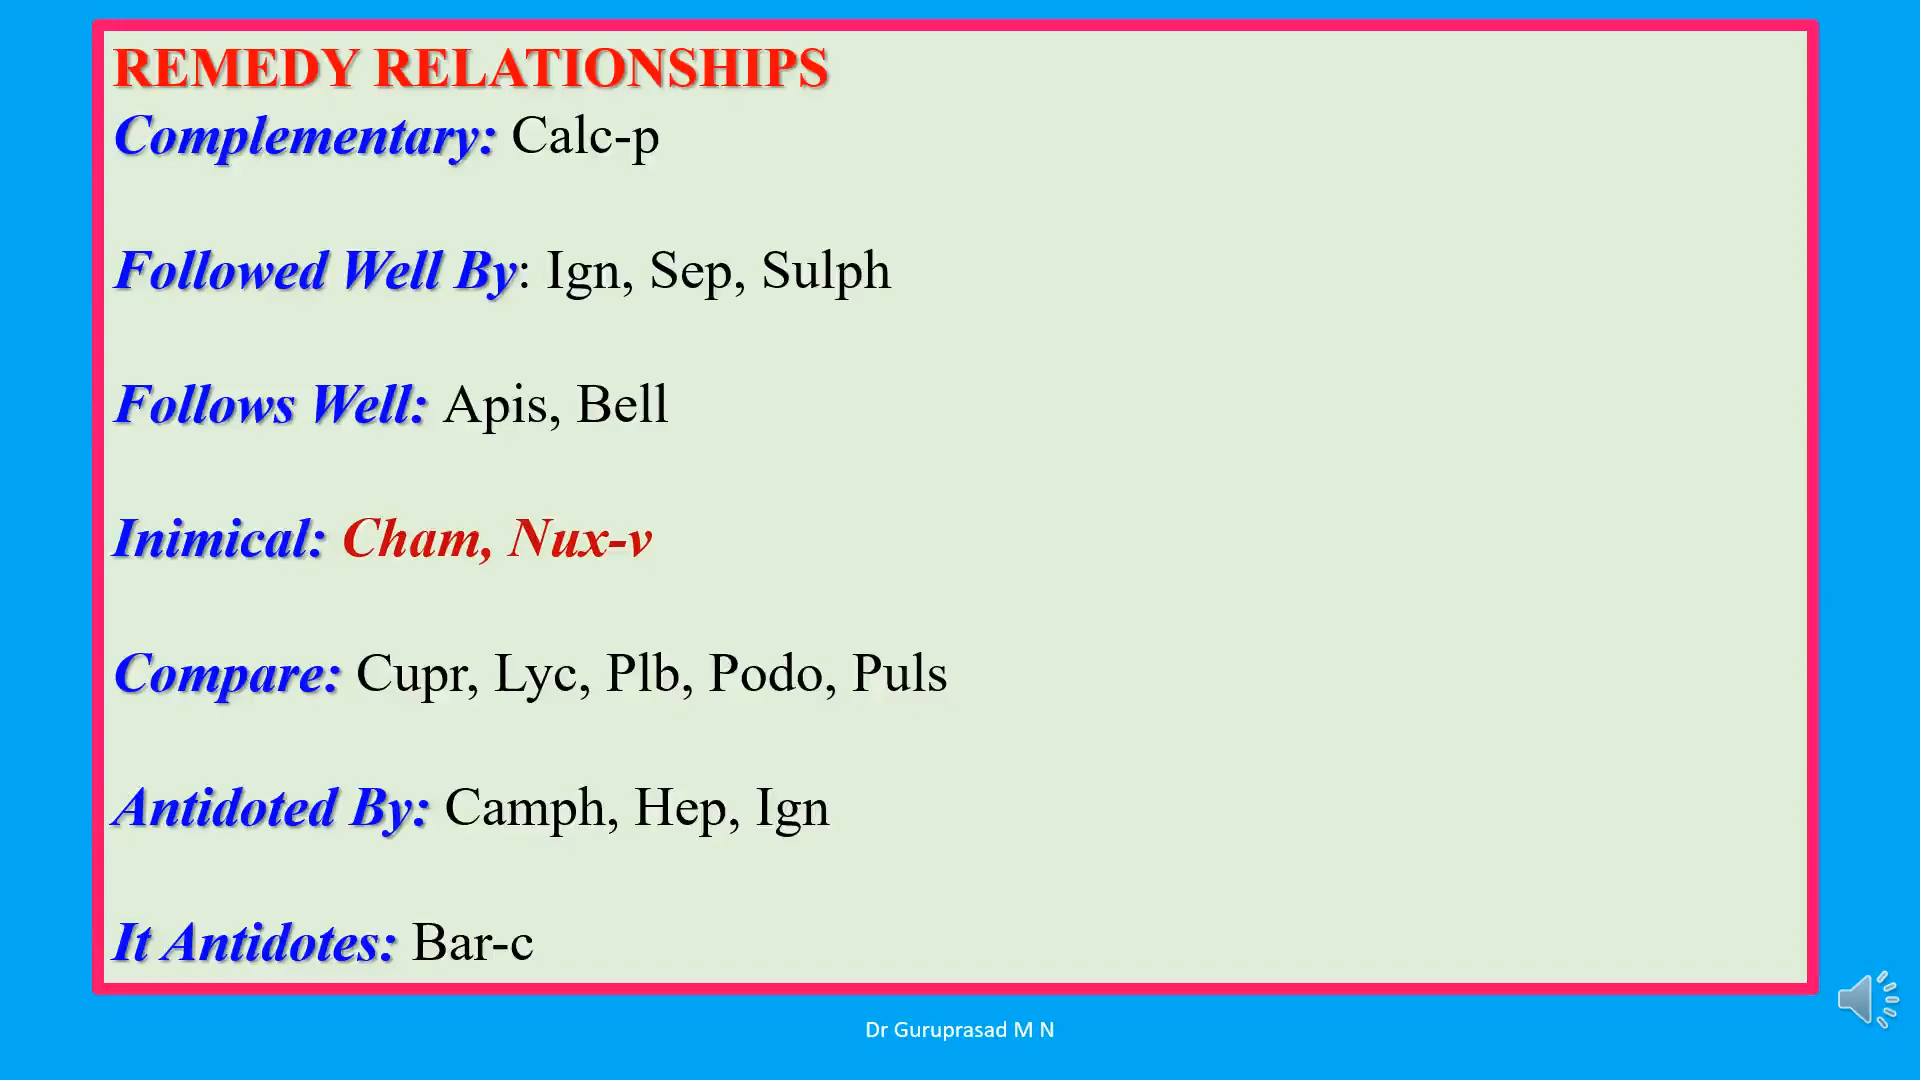 REMEDY RELATIONSHIPS
Complementary: Calc-p
Followed Well By: Ign, Sep, Sulph
Follows Well: Apis, Bell
Inimical: Cham, Nux-v
Compare: Cupr, Lyc, Plb, Podo, Puls
Antidoted By: Camph, Hep, Ign
It Antidotes: Bar-c
Dr Guruprasad M N